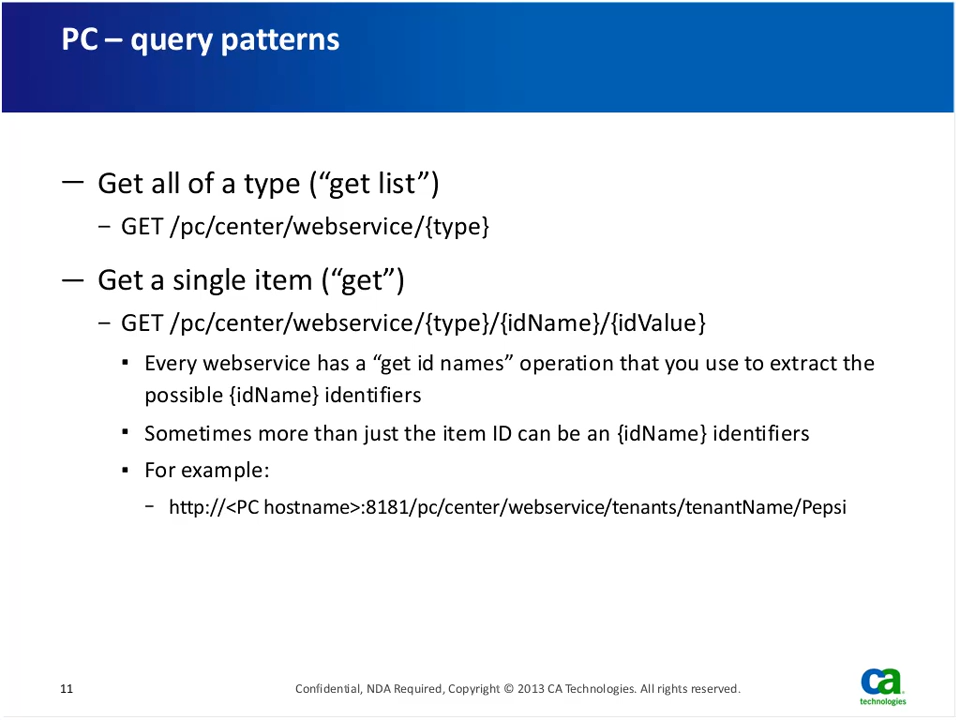 PC – query patterns
— Get all of a type (“get list”)
– GET /pc/center/webservice/{type}
— Get a single item (“get”)
– GET /pc/center/webservice/{type}/{idName}/{idValue}
▪ Every webservice has a “get id names” operation that you use to extract the
possible {idName} identifiers
▪ Sometimes more than just the item ID can be an {idName} identifiers
▪ For example:
– http://<PC hostname>:8181/pc/center/webservice/tenants/tenantName/Pepsi
11
Confidential, NDA Required, Copyright © 2013 CA Technologies. All rights reserved.
ca
technologies